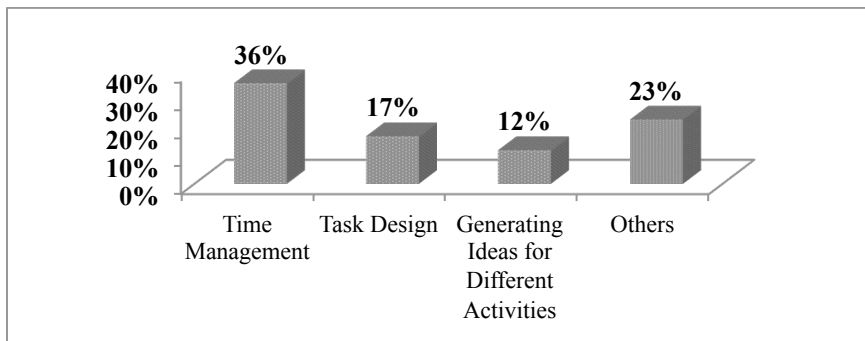 36%
40%
30%
20%
10%
0%
17%
12%
23%
Time
Management
Task Design
Generating
Ideas for
Different
Activities
Others